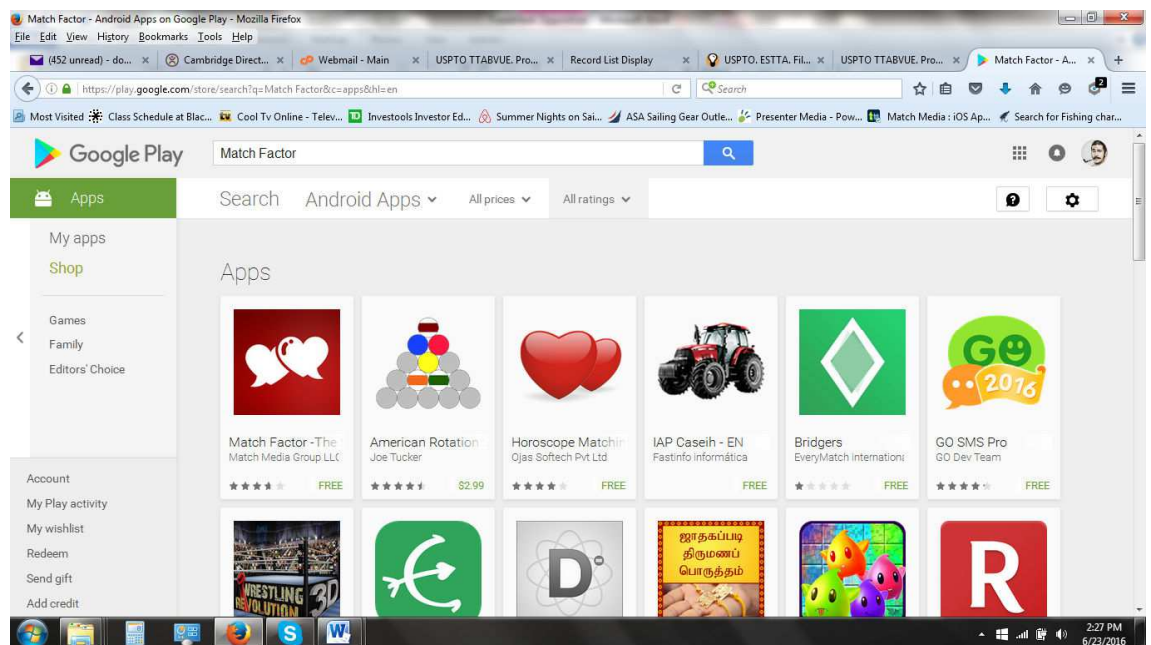 Match Factor - Android Apps on Google Play - Mozilla Firefox
File Edit View History Bookmarks Tools Help
(452 unread) - do... Cambridge Direct... Webmail - Main USPTO TTABVUE. Pro... Record List Display USPTO. ESTTA. Fil... USPTO TTABVUE. Pro... Match Factor - A...
https://play.google.com/store/search?q=Match Factor&c=apps&hl=en Search 2
Most Visited Class Schedule at Blac... Cool Tv Online - Telev... Investools Investor Ed... Summer Nights on Sai... ASA Sailing Gear Outle... Presenter Media - Pow... Match Media : iOS Ap... Search for Fishing char...
Google Play Match Factor
Apps Search Android Apps All prices All ratings
My apps
Shop
Games
Family
Editors' Choice
Account
My Play activity
My wishlist
Redeem
Send gift
Add credit
Apps
GO
2016
Match Factor -The American Rotation Horoscope Matchin IAP Caseih - EN Bridgers GO SMS Pro
Match Media Group LLC Joe Tucker Ojas Softech Pvt Ltd Fastinfo informática EveryMatch Internation GO Dev Team
FREE $2.99 FREE FREE FREE FREE
WRESTLING
REVOLUTION 3D
D
ஜாதகப்படி
திருமணப்
பொருத்தம்
R
2:27 PM
6/23/2016